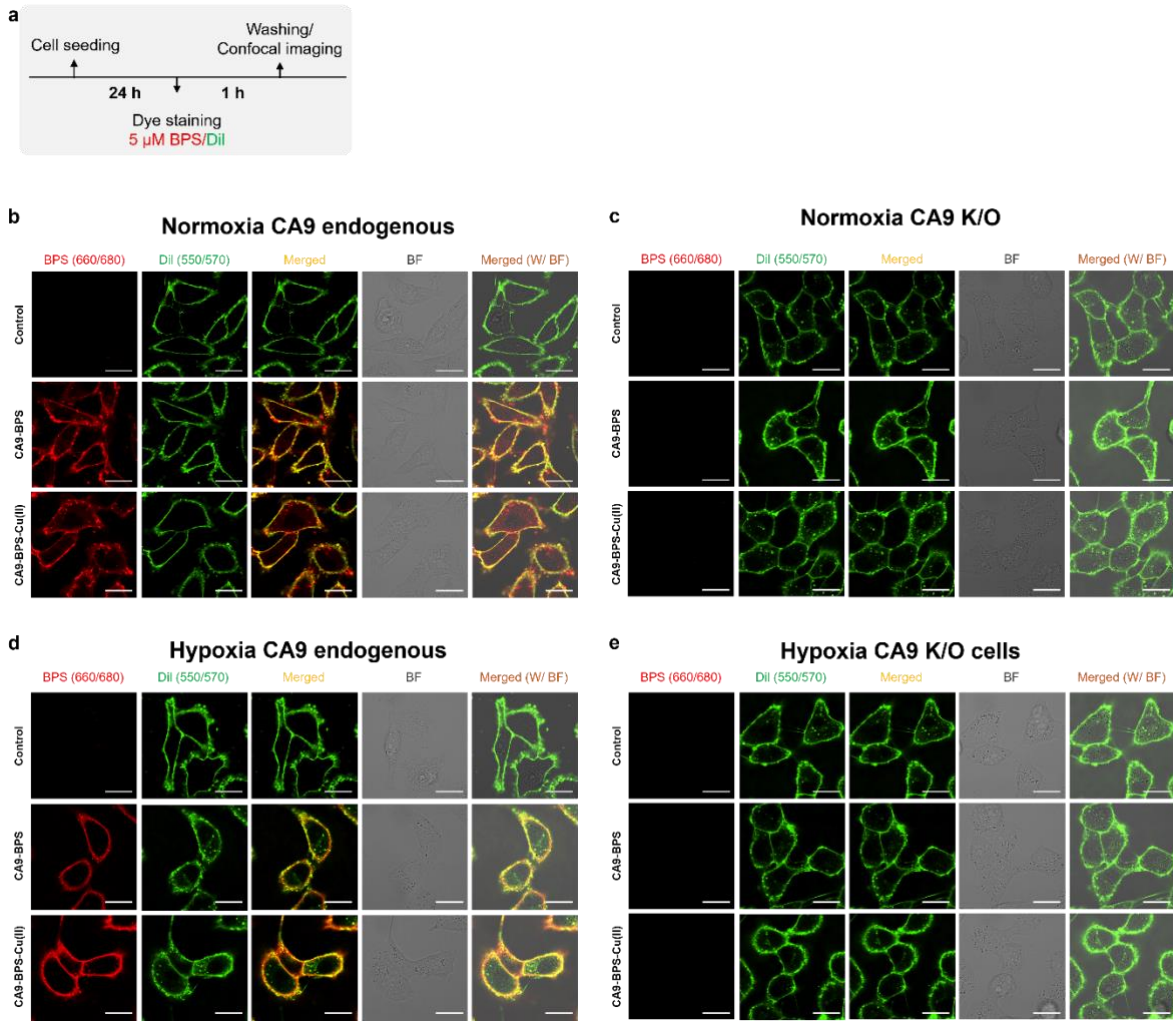 a
Cell seeding
Washing/
Confocal imaging
24 h
1 h
Dye staining
5 µM BPS/DiI
b
Normoxia CA9 endogenous
BPS (660/680) DiI (550/570) Merged BF Merged (W/ BF)
Control
CA9-BPS
CA9-BPS-Cu(II)
c
Normoxia CA9 K/O
BPS (660/680) DiI (550/570) Merged BF Merged (W/ BF)
Control
CA9-BPS
CA9-BPS-Cu(II)
d
Hypoxia CA9 endogenous
BPS (660/680) DiI (550/570) Merged BF Merged (W/ BF)
Control
CA9-BPS
CA9-BPS-Cu(II)
e
Hypoxia CA9 K/O cells
BPS (660/680) DiI (550/570) Merged BF Merged (W/ BF)
Control
CA9-BPS
CA9-BPS-Cu(II)